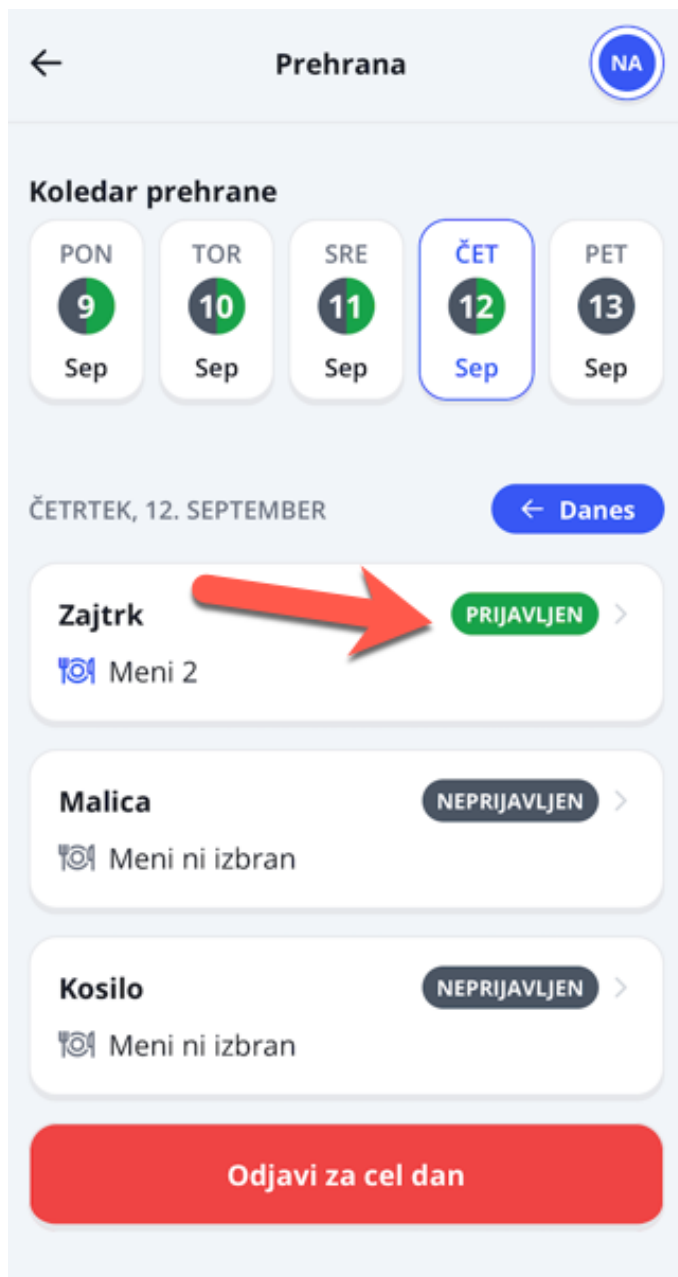 Prehrana
NA
Koledar prehrane
PON TOR SRE ČET PET
9 10 11 12 13
Sep Sep Sep Sep Sep
ČETRTEK, 12. SEPTEMBER
Danes
Zajtrk
PRIJAVLJEN
Meni 2
Malica
NEPRIJAVLJEN
Meni ni izbran
Kosilo
NEPRIJAVLJEN
Meni ni izbran
Odjavi za cel dan